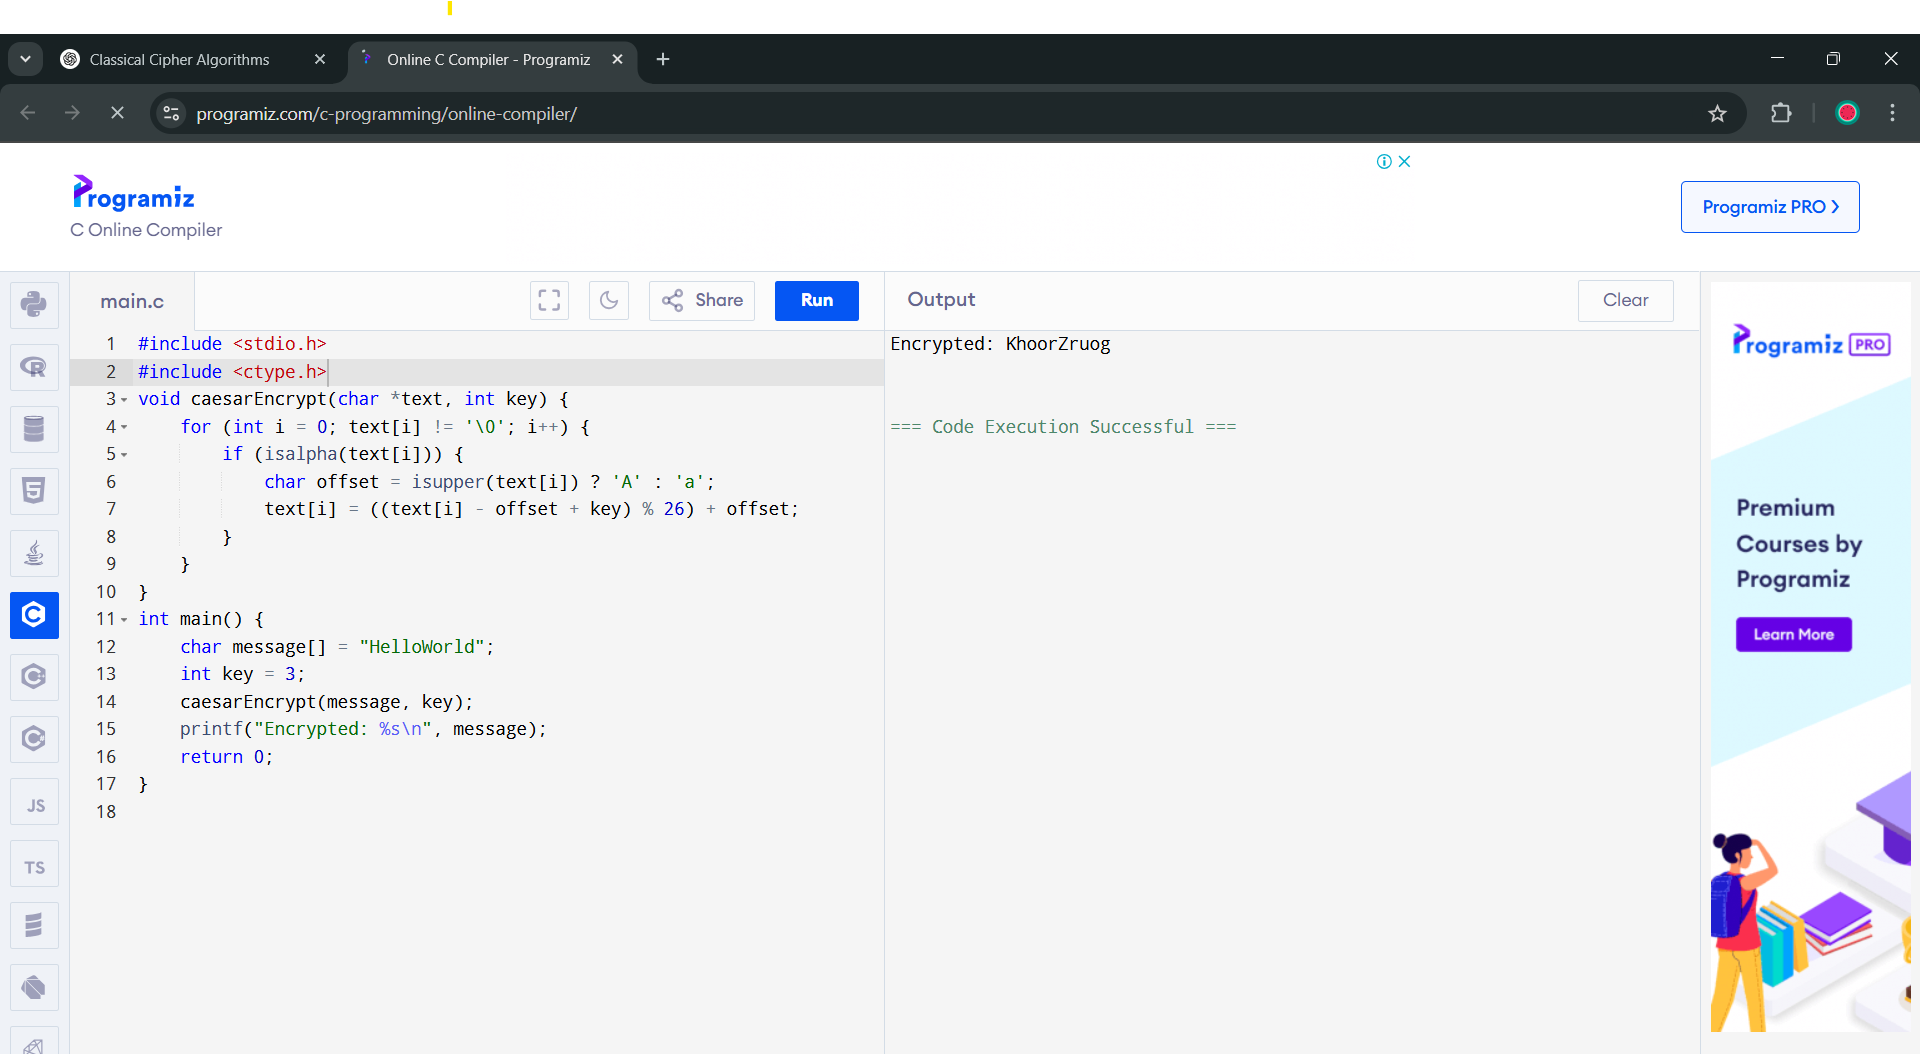 Classical Cipher Algorithms
Online C Compiler - Programiz
programiz.com/c-programming/online-compiler/
Programiz
C Online Compiler
Programiz PRO
main.c
Share
Run
Output
Clear
1 #include <stdio.h>
2 #include <ctype.h>
3 void caesarEncrypt(char *text, int key) {
4     for (int i = 0; text[i] != '\0'; i++) {
5         if (isalpha(text[i])) {
6             char offset = isupper(text[i]) ? 'A' : 'a';
7             text[i] = ((text[i] - offset + key) % 26) + offset;
8         }
9     }
10 }
11 int main() {
12     char message[] = "HelloWorld";
13     int key = 3;
14     caesarEncrypt(message, key);
15     printf("Encrypted: %s\n", message);
16     return 0;
17 }
18
Encrypted: KhoorZruog
=== Code Execution Successful ===
JS
TS
Programiz PRO
Premium
Courses by
Programiz
Learn More